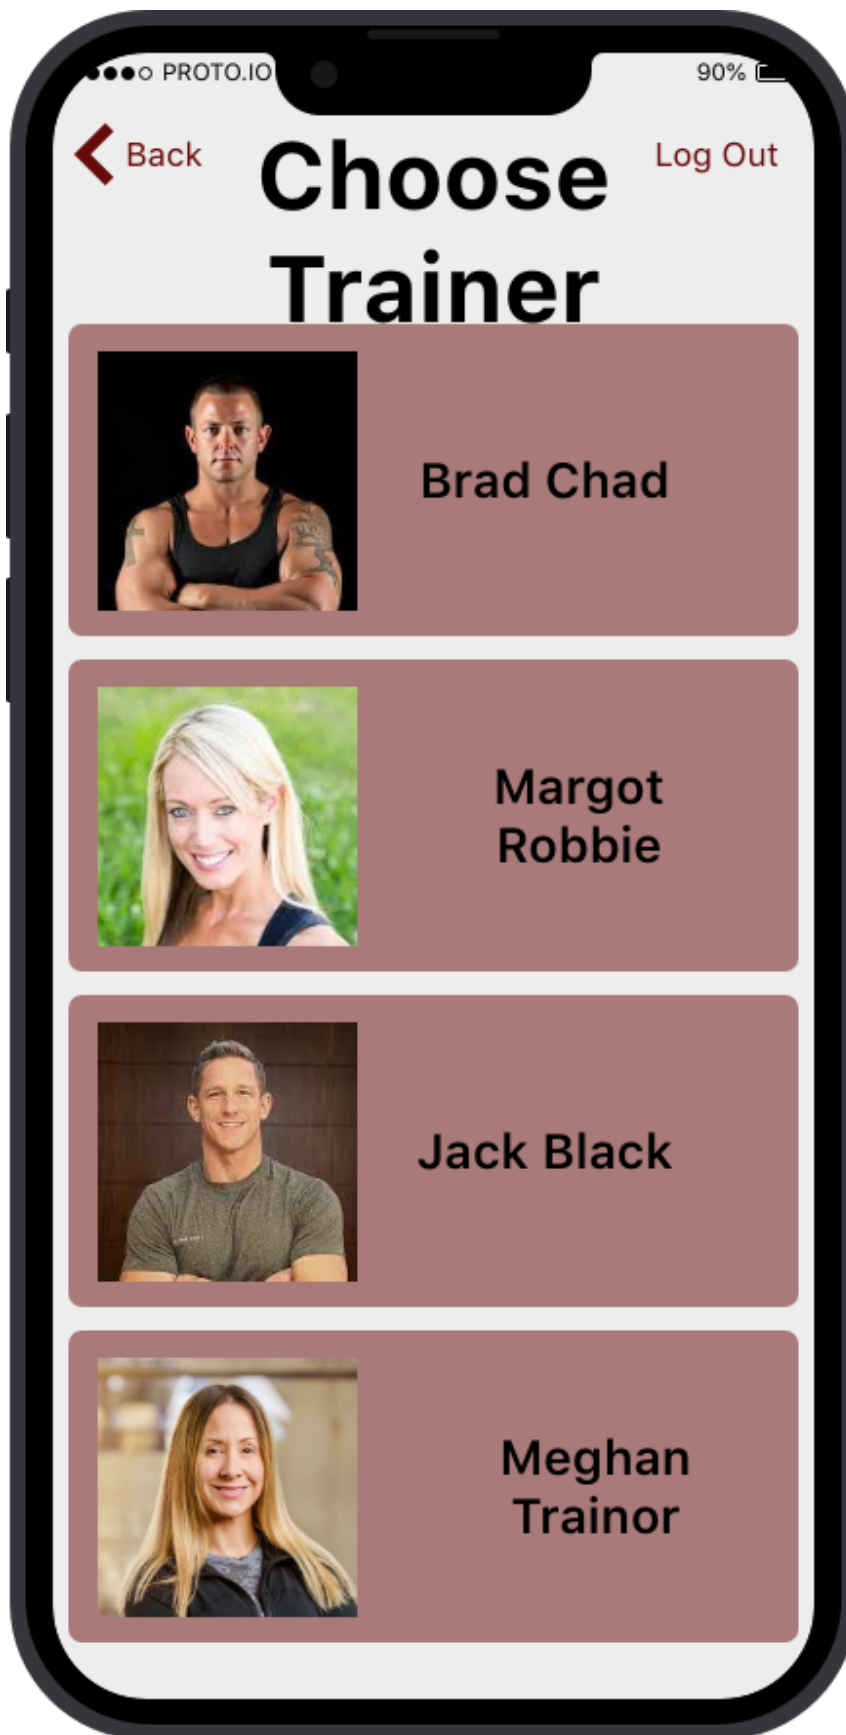 PROTO.IO 90%
Back Choose Log Out
Trainer
Brad Chad
Margot
Robbie
Jack Black
Meghan
Trainor